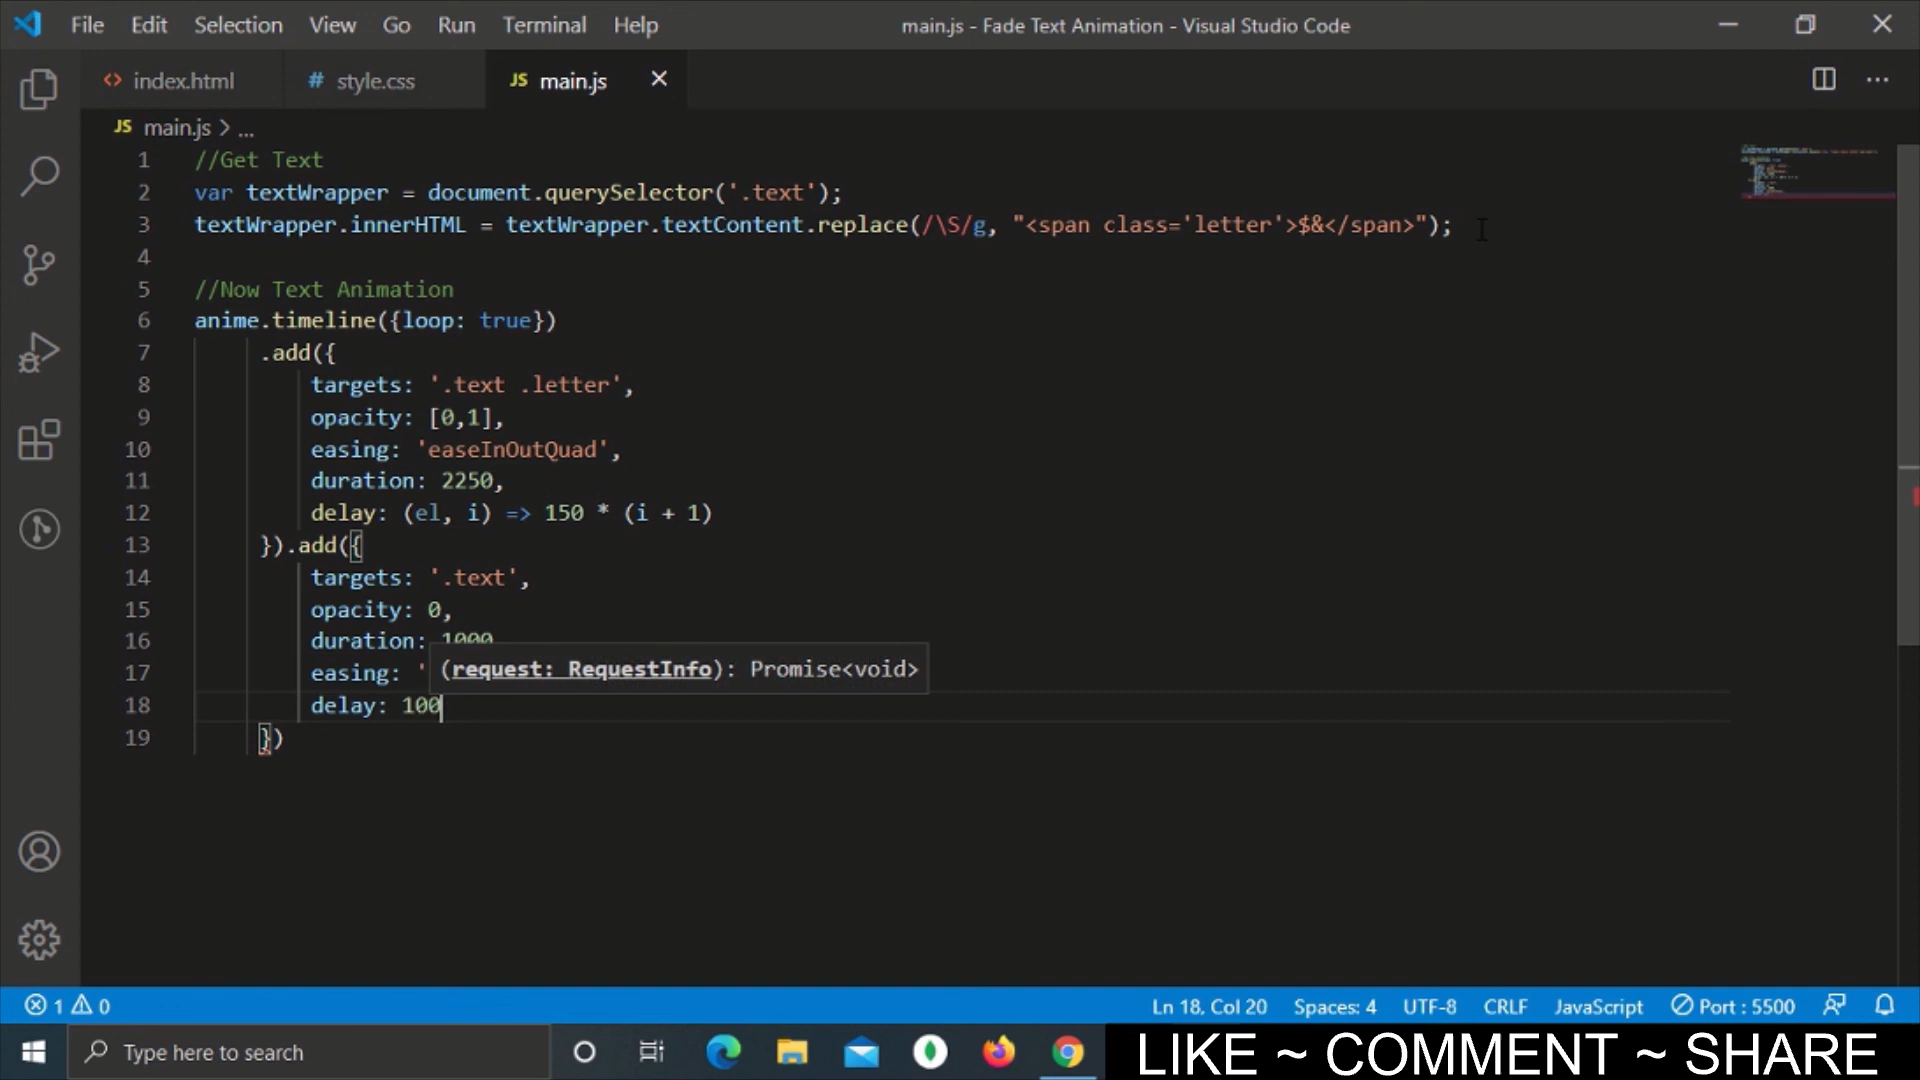 File Edit Selection View Go Run Terminal Help main.js - Fade Text Animation - Visual Studio Code
<> index.html # style.css JS main.js
JS main.js > ...
1 //Get Text
2 var textWrapper = document.querySelector('.text');
3 textWrapper.innerHTML = textWrapper.textContent.replace(/\S/g, "<span class='letter'>$&</span>");
4
5 //Now Text Animation
6 anime.timeline({loop: true})
7 .add({
8 targets: '.text .letter',
9 opacity: [0,1],
10 easing: 'easeInOutQuad',
11 duration: 2250,
12 delay: (el, i) => 150 * (i + 1)
13 }).add({
14 targets: '.text',
15 opacity: 0,
16 duration: 1000
17 easing: '
(request: RequestInfo): Promise<void>
18 delay: 100
19 })
1 0 Ln 18, Col 20 Spaces: 4 UTF-8 CRLF JavaScript Port : 5500
Type here to search
LIKE ~ COMMENT ~ SHARE